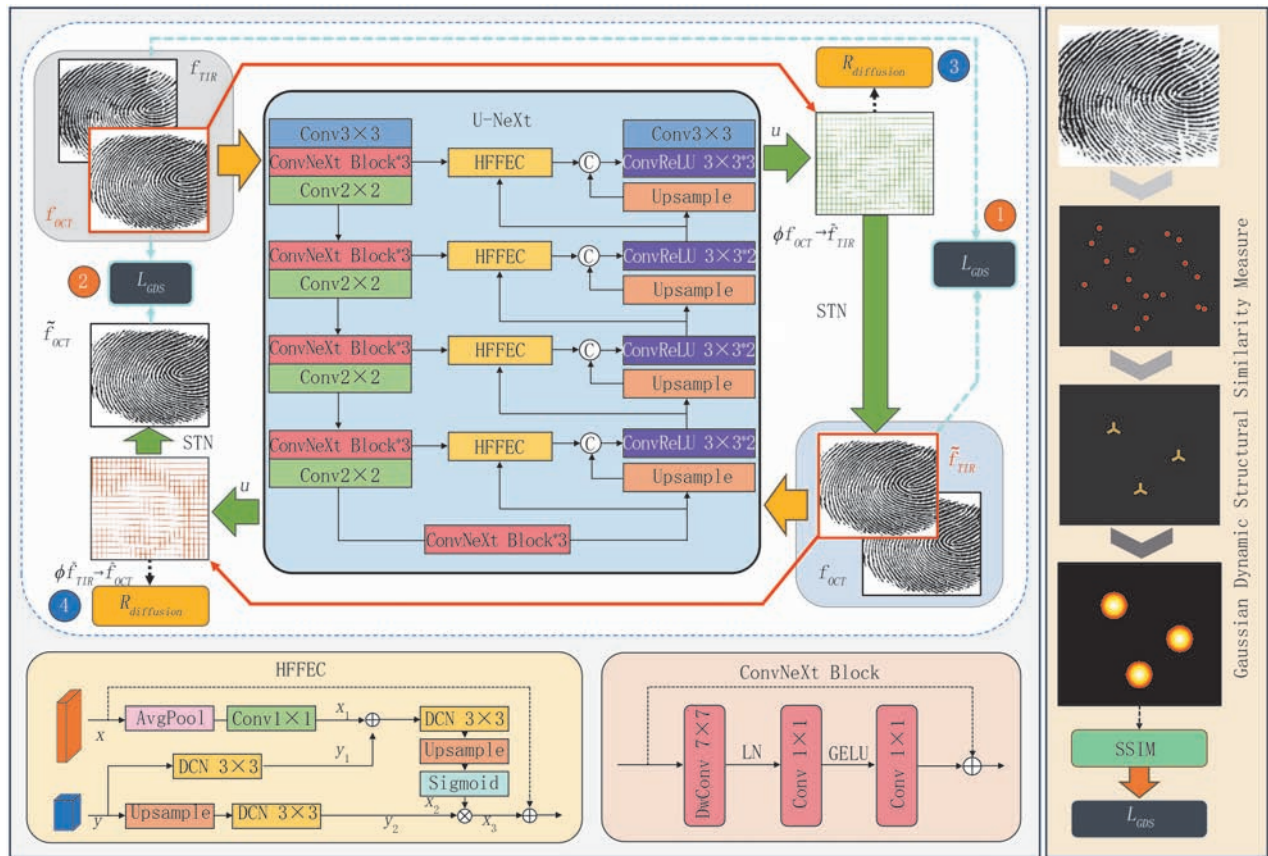 f_TIR
f_OCT
2
L_GDS
f̃_OCT
STN
u
ϕf̃_TIR→f̃_OCT
4
R_diffusion
U-NeXt
Conv3×3
ConvNeXt Block*3
Conv2×2
HFFEC
C
Conv3×3
ConvReLU 3×3*3
Upsample
ConvNeXt Block*3
Conv2×2
HFFEC
C
ConvReLU 3×3*2
Upsample
ConvNeXt Block*3
Conv2×2
HFFEC
C
ConvReLU 3×3*2
Upsample
ConvNeXt Block*3
Conv2×2
HFFEC
C
ConvReLU 3×3*2
Upsample
ConvNeXt Block*3
R_diffusion
3
u
ϕf_OCT→f̃_TIR
1
L_GDS
STN
f̃_TIR
f_OCT
HFFEC
x
AvgPool
Conv1×1
x_1
DCN 3×3
Upsample
Sigmoid
DCN 3×3
y_1
x_2
y
Upsample
DCN 3×3
y_2
x_3
ConvNeXt Block
DwConv 7×7
LN
Conv 1×1
GELU
Conv 1×1
Gaussian Dynamic Structural Similarity Measure
SSIM
L_GDS